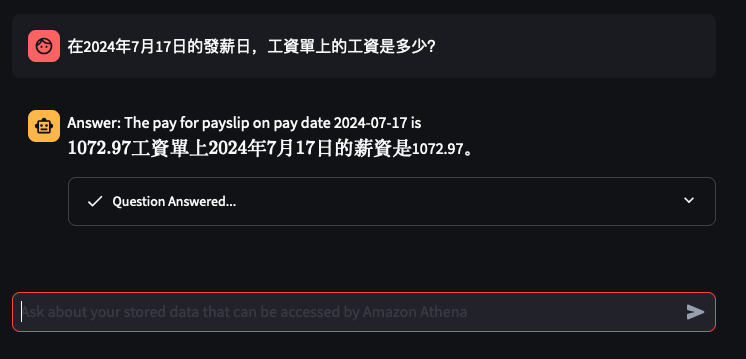 在2024年7月17日的發薪日，工資單上的工資是多少?
Answer: The pay for payslip on pay date 2024-07-17 is
1072.97工資單上2024年7月17日的薪資是1072.97。
Question Answered...
Ask about your stored data that can be accessed by Amazon Athena